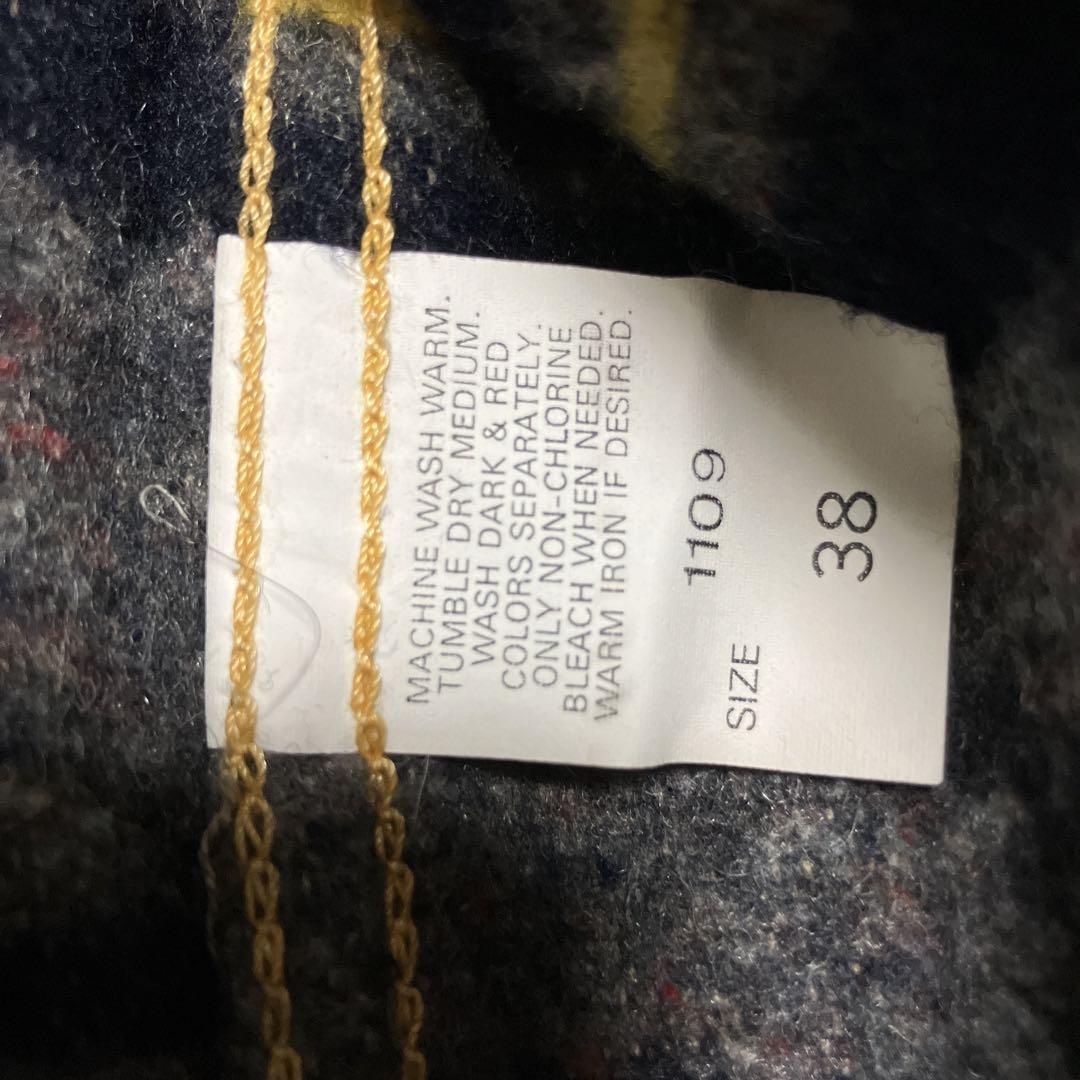 MACHINE WASH WARM.
TUMBLE DRY MEDIUM.
WASH DARK & RED
COLORS SEPARATELY.
ONLY NON-CHLORINE
BLEACH WHEN NEEDED.
WARM IRON IF DESIRED.
1109
SIZE
38